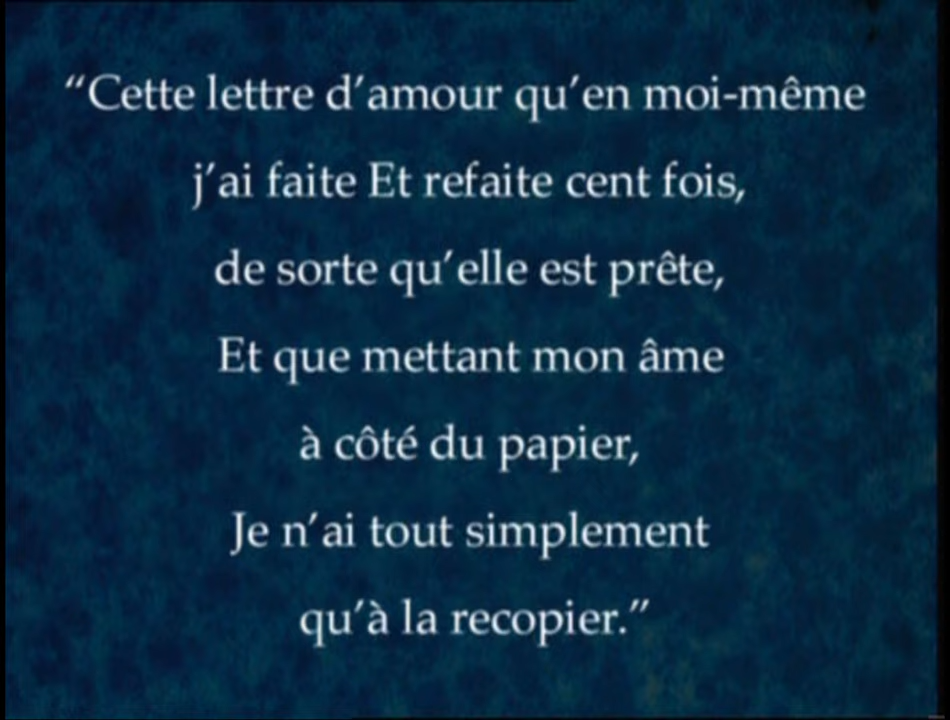 “Cette lettre d’amour qu’en moi-même
j’ai faite Et refaite cent fois,
de sorte qu’elle est prête,
Et que mettant mon âme
à côté du papier,
Je n’ai tout simplement
qu’à la recopier.”